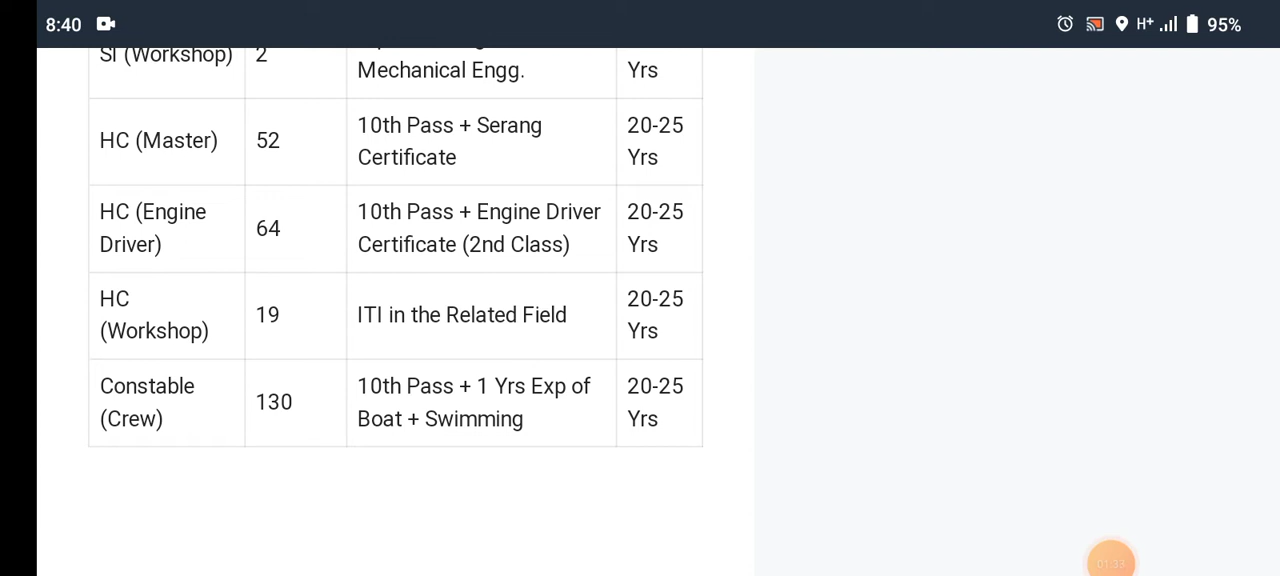 8:40 H+ 95%
SI (Workshop) 2 Mechanical Engg. Yrs
HC (Master) 52 10th Pass + Serang 20-25
Certificate Yrs
HC (Engine 64 10th Pass + Engine Driver 20-25
Driver) Certificate (2nd Class) Yrs
HC 19 ITI in the Related Field 20-25
(Workshop) Yrs
Constable 130 10th Pass + 1 Yrs Exp of 20-25
(Crew) Boat + Swimming Yrs
01:33